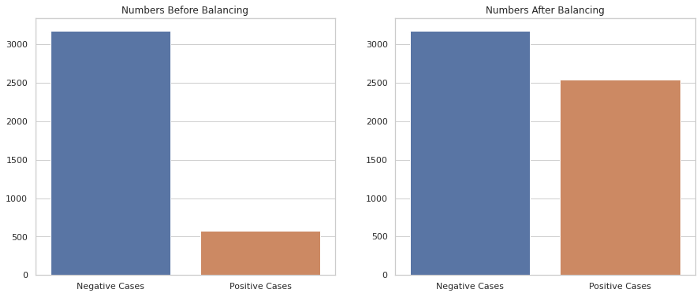 Numbers Before Balancing
3000
2500
2000
1500
1000
500
0
Negative Cases
Positive Cases
Numbers After Balancing
3000
2500
2000
1500
1000
500
0
Negative Cases
Positive Cases